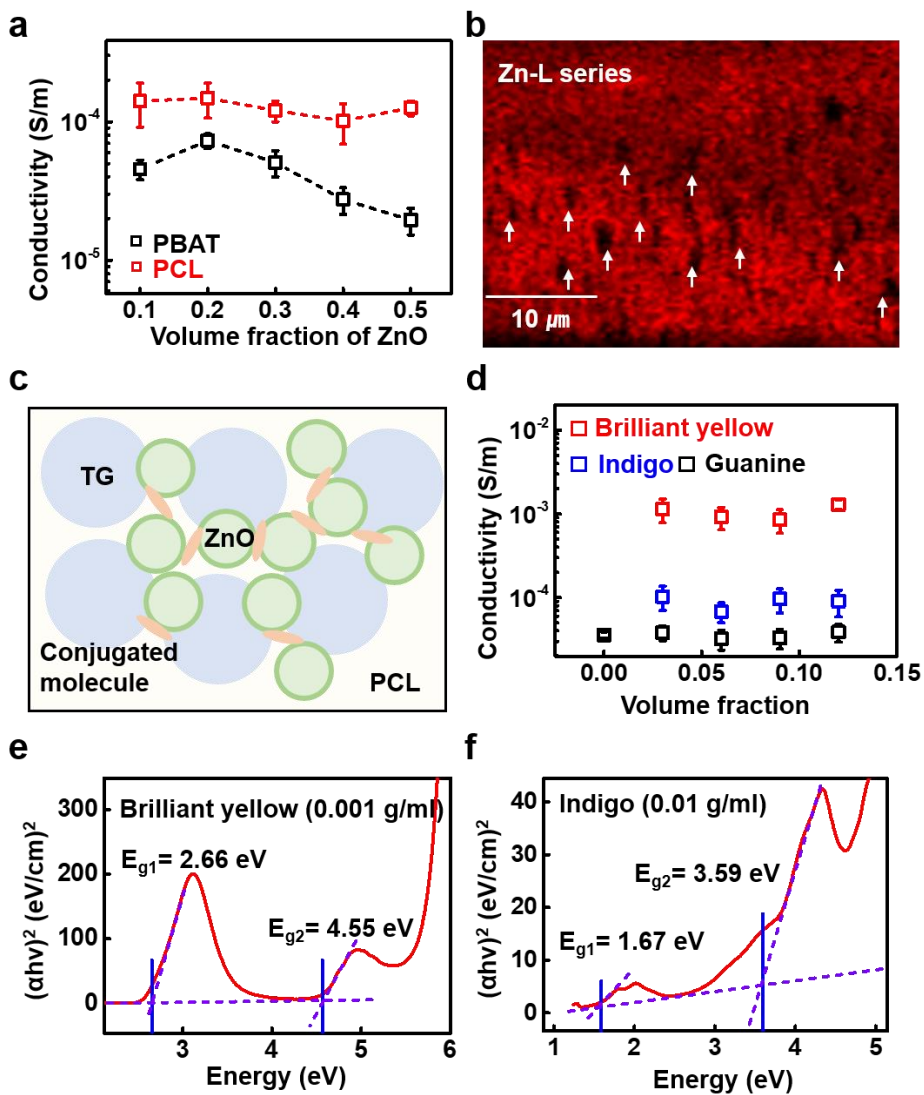 a
Conductivity (S/m)
10⁻⁴
10⁻⁵
PBAT
PCL
0.1 0.2 0.3 0.4 0.5
Volume fraction of ZnO
b
Zn-L series
10 ㎛
c
TG
ZnO
Conjugated
molecule
PCL
d
Conductivity (S/m)
10⁻²
10⁻³
10⁻⁴
Brilliant yellow
Indigo Guanine
0.00 0.05 0.10 0.15
Volume fraction
e
(αhν)² (eV/cm)²
300
200
100
0
Brilliant yellow (0.001 g/ml)
E_g1= 2.66 eV
E_g2= 4.55 eV
3 4 5 6
Energy (eV)
f
(αhν)² (eV/cm)²
40
30
20
10
0
Indigo (0.01 g/ml)
E_g2= 3.59 eV
E_g1= 1.67 eV
1 2 3 4 5
Energy (eV)